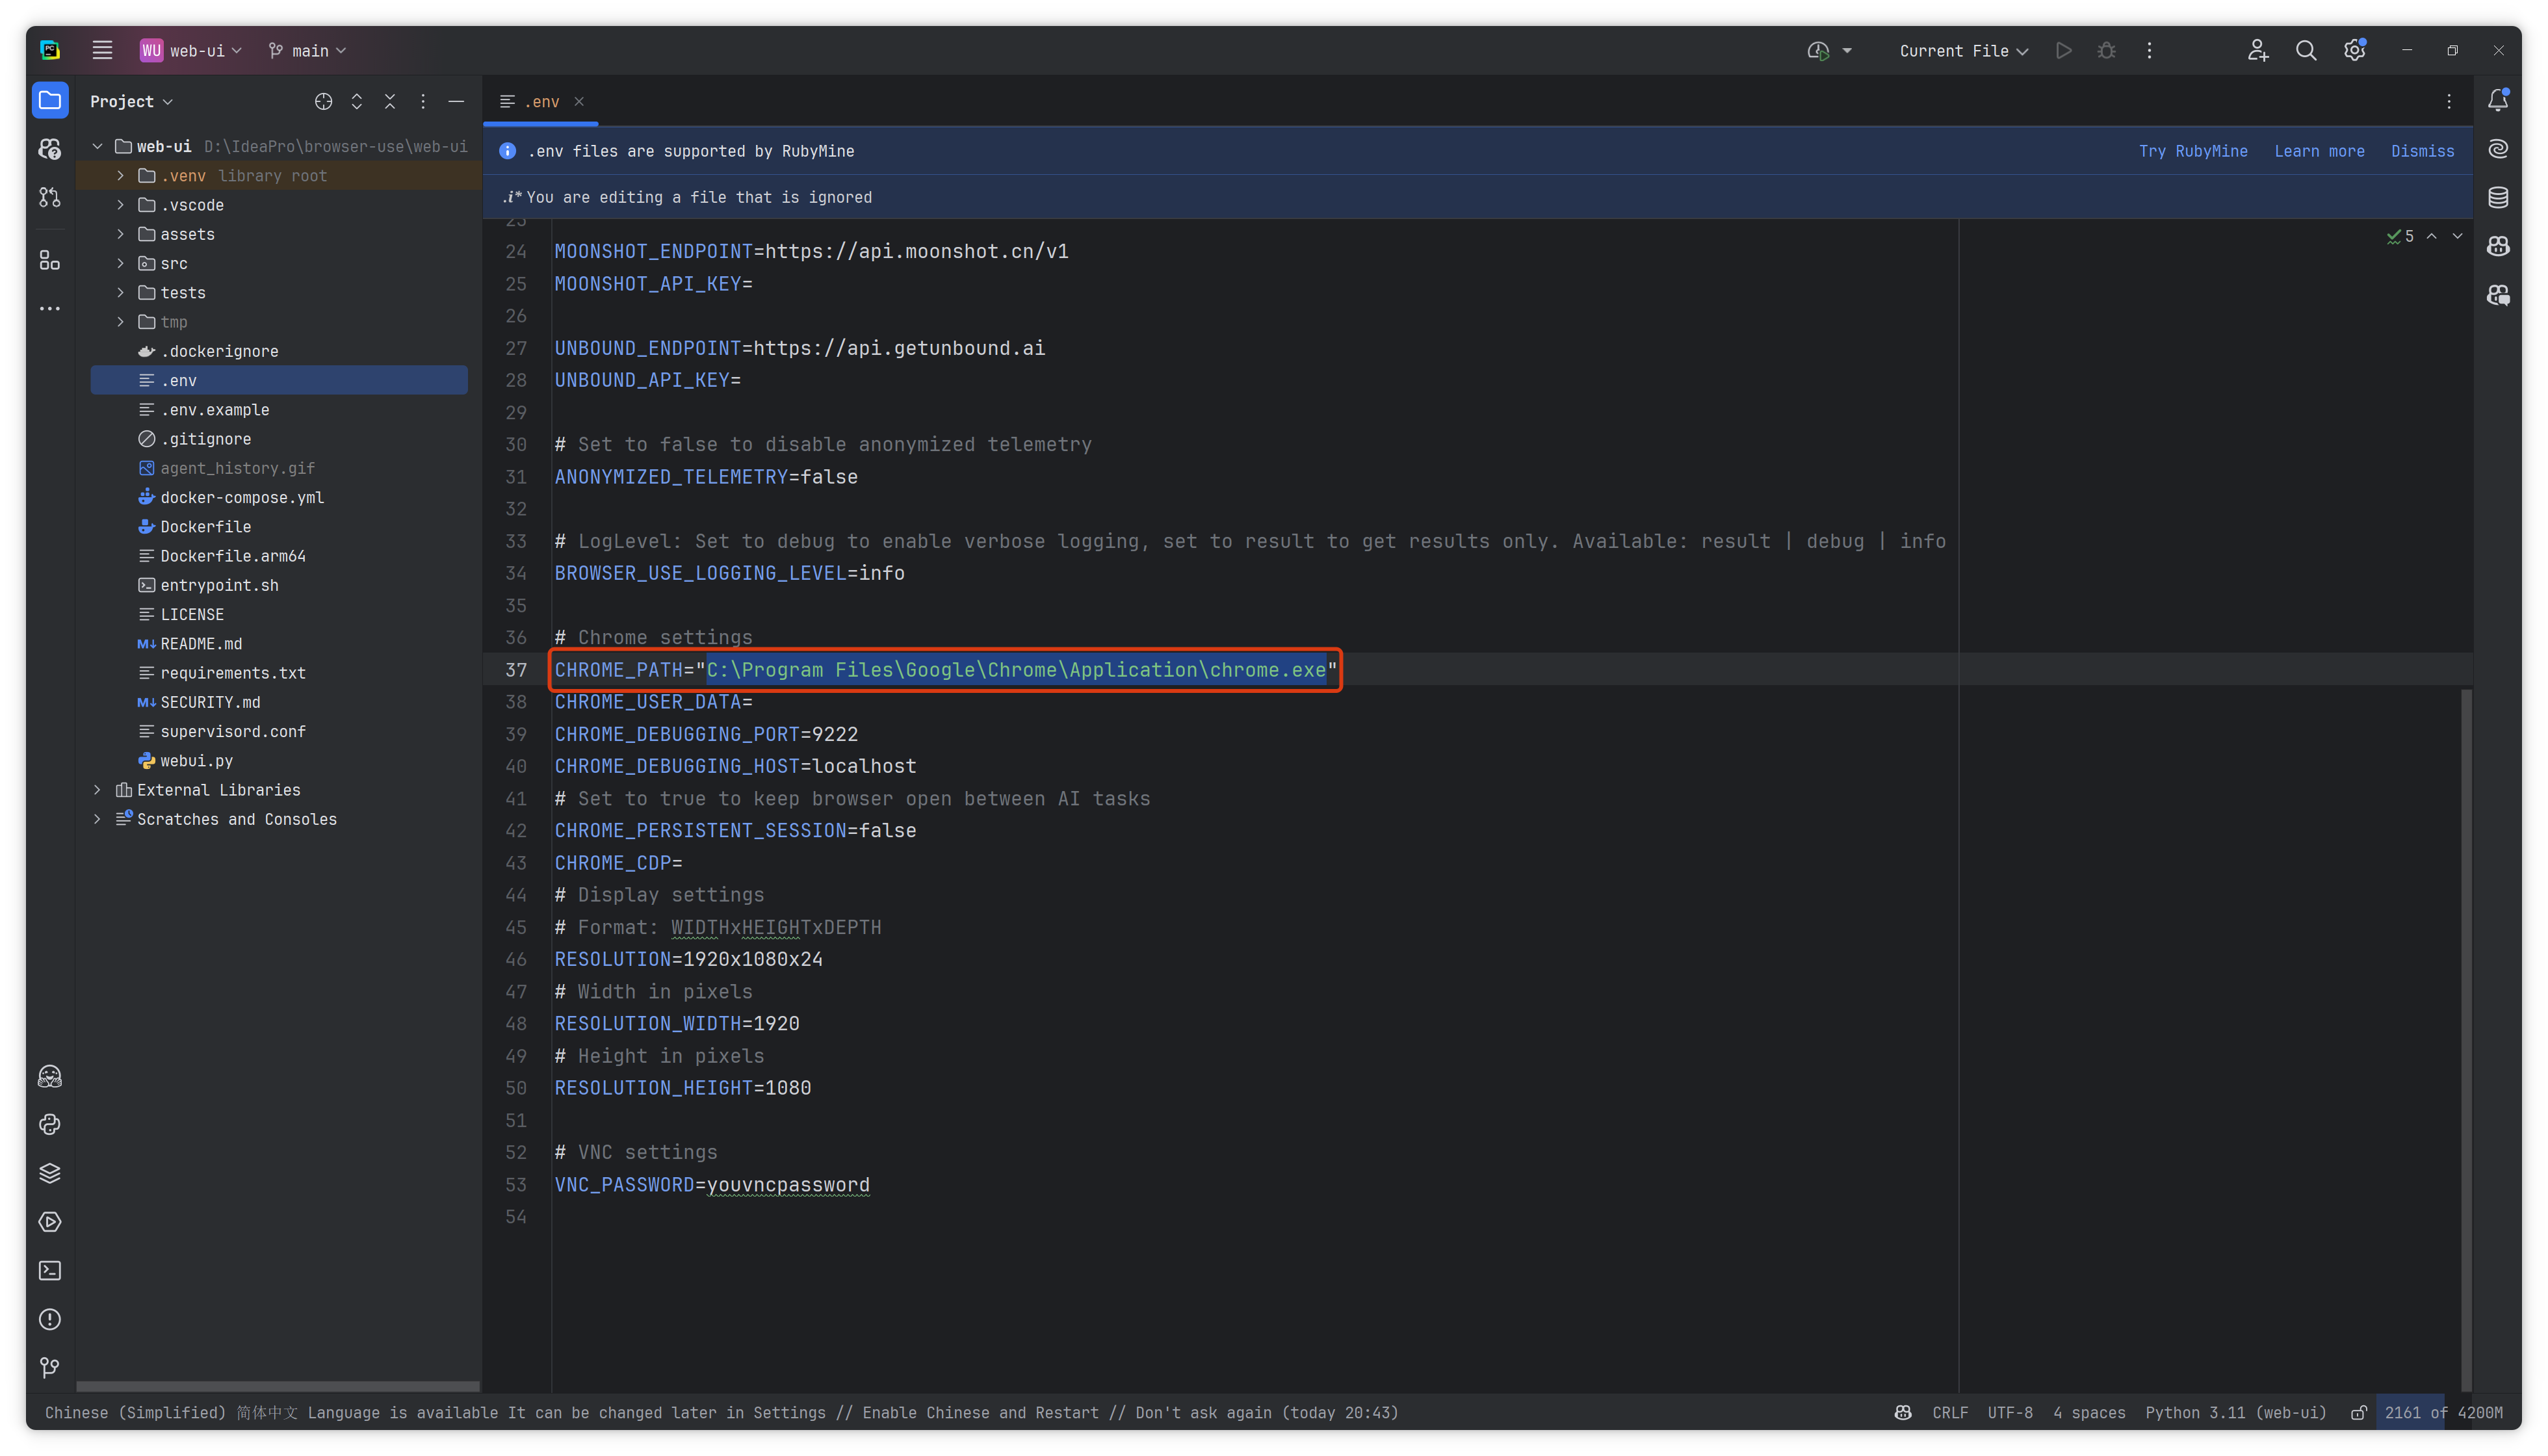 WU web-ui main Current File
Project
.env
web-ui D:\IdeaPro\browser-use\web-ui
.venv library root
.vscode
assets
src
tests
tmp
.dockerignore
.env
.env.example
.gitignore
agent_history.gif
docker-compose.yml
Dockerfile
Dockerfile.arm64
entrypoint.sh
LICENSE
README.md
requirements.txt
SECURITY.md
supervisord.conf
webui.py
External Libraries
Scratches and Consoles
.env files are supported by RubyMine Try RubyMine Learn more Dismiss
.i* You are editing a file that is ignored
5
23
24 MOONSHOT_ENDPOINT=https://api.moonshot.cn/v1
25 MOONSHOT_API_KEY=
26
27 UNBOUND_ENDPOINT=https://api.getunbound.ai
28 UNBOUND_API_KEY=
29
30 # Set to false to disable anonymized telemetry
31 ANONYMIZED_TELEMETRY=false
32
33 # LogLevel: Set to debug to enable verbose logging, set to result to get results only. Available: result | debug | info
34 BROWSER_USE_LOGGING_LEVEL=info
35
36 # Chrome settings
37 CHROME_PATH="C:\Program Files\Google\Chrome\Application\chrome.exe"
38 CHROME_USER_DATA=
39 CHROME_DEBUGGING_PORT=9222
40 CHROME_DEBUGGING_HOST=localhost
41 # Set to true to keep browser open between AI tasks
42 CHROME_PERSISTENT_SESSION=false
43 CHROME_CDP=
44 # Display settings
45 # Format: WIDTHxHEIGHTxDEPTH
46 RESOLUTION=1920x1080x24
47 # Width in pixels
48 RESOLUTION_WIDTH=1920
49 # Height in pixels
50 RESOLUTION_HEIGHT=1080
51
52 # VNC settings
53 VNC_PASSWORD=youvncpassword
54
Chinese (Simplified) 简体中文 Language is available It can be changed later in Settings // Enable Chinese and Restart // Don't ask again (today 20:43) CRLF UTF-8 4 spaces Python 3.11 (web-ui) 2161 of 4200M